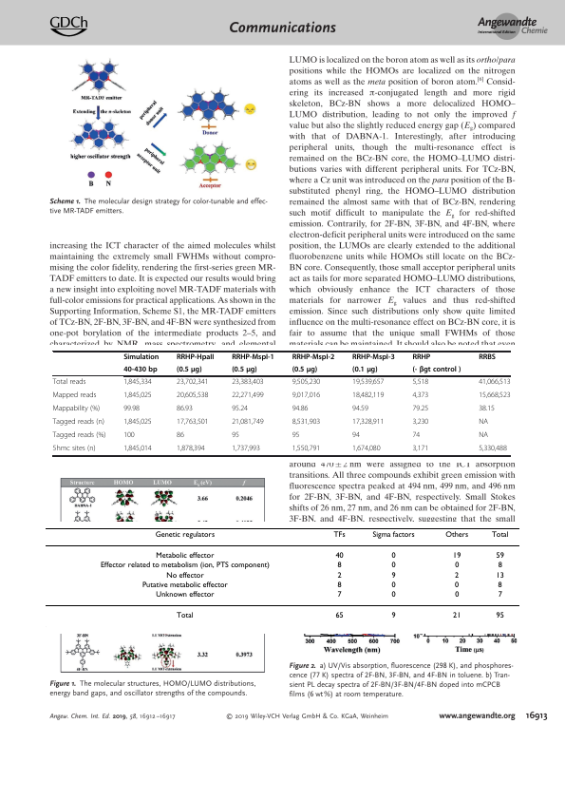 GDCh
Communications
Angewandte
International Edition
Chemie
MR-TADF emitter
Extending the π-skeleton
higher oscillator strength
peripheral donor unit
peripheral acceptor unit
Donor
Acceptor
B N
Scheme 1. The molecular design strategy for color-tunable and effec-
tive MR-TADF emitters.
increasing the ICT character of the aimed molecules whilst
maintaining the extremely small FWHMs without compro-
mising the color fidelity, rendering the first-series green MR-
TADF emitters to date. It is expected our results would bring
a new insight into exploiting novel MR-TADF materials with
full-color emissions for practical applications. As shown in the
Supporting Information, Scheme S1, the MR-TADF emitters
of TCz-BN, 2F-BN, 3F-BN, and 4F-BN were synthesized from
one-pot borylation of the intermediate products 2–5, and
characterized by NMR, mass spectrometry, and elemental
LUMO is localized on the boron atom as well as its ortho/para
positions while the HOMOs are localized on the nitrogen
atoms as well as the meta position of boron atom.[9] Consid-
ering its increased π-conjugated length and more rigid
skeleton, BCz-BN shows a more delocalized HOMO–
LUMO distribution, leading to not only the improved f
value but also the slightly reduced energy gap (Eg) compared
with that of DABNA-1. Interestingly, after introducing
peripheral units, though the multi-resonance effect is
remained on the BCz-BN core, the HOMO–LUMO distri-
butions varies with different peripheral units. For TCz-BN,
where a Cz unit was introduced on the para position of the B-
substituted phenyl ring, the HOMO–LUMO distribution
remained the almost same with that of BCz-BN, rendering
such motif difficult to manipulate the Eg for red-shifted
emission. Contrarily, for 2F-BN, 3F-BN, and 4F-BN, where
electron-deficient peripheral units were introduced on the same
position, the LUMOs are clearly extended to the additional
fluorobenzene units while HOMOs still locate on the BCz-
BN core. Consequently, those small acceptor peripheral units
act as tails for more separated HOMO–LUMO distributions,
which obviously enhance the ICT characters of those
materials for narrower Eg values and thus red-shifted
emission. Since such distributions only show quite limited
influence on the multi-resonance effect on BCz-BN core, it is
fair to assume that the unique small FWHMs of those
materials can be maintained. It should also be noted that even
Simulation RRHP-HpaII RRHP-MspI-1 RRHP-MspI-2 RRHP-MspI-3 RRHP RRBS
40-430 bp (0.5 µg) (0.5 µg) (0.5 µg) (0.1 µg) (- βgt control )
Total reads 1,845,334 23,702,341 23,383,403 9,505,230 19,539,657 5,518 41,066,513
Mapped reads 1,845,025 20,605,538 22,271,499 9,017,016 18,482,119 4,373 15,668,523
Mappability (%) 99.98 86.93 95.24 94.86 94.59 79.25 38.15
Tagged reads (n) 1,845,025 17,763,501 21,081,749 8,531,903 17,328,911 3,230 NA
Tagged reads (%) 100 86 95 95 94 74 NA
5hmc sites (n) 1,845,014 1,878,394 1,737,993 1,550,791 1,674,080 3,171 5,330,488
around 470 ± 2 nm were assigned to the ICT absorption
transitions. All three compounds exhibit green emission with
fluorescence spectra peaked at 494 nm, 499 nm, and 496 nm
for 2F-BN, 3F-BN, and 4F-BN, respectively. Small Stokes
shifts of 26 nm, 27 nm, and 26 nm can be obtained for 2F-BN,
3F-BN, and 4F-BN, respectively, suggesting that the small
Structure HOMO LUMO Eg (eV) f
DABNA-1 3.66 0.2046
Genetic regulators TFs Sigma factors Others Total
Metabolic effector 40 0 19 59
Effector related to metabolism (ion, PTS component) 8 0 0 8
No effector 2 9 2 13
Putative metabolic effector 8 0 0 8
Unknown effector 7 0 0 7
Total 65 9 21 95
3.32 0.3973
300 400 500 600 700
Wavelength (nm)
0 10 20 30 40 50
Time (µs)
Figure 1. The molecular structures, HOMO/LUMO distributions,
energy band gaps, and oscillator strengths of the compounds.
Figure 2. a) UV/Vis absorption, fluorescence (298 K), and phosphores-
cence (77 K) spectra of 2F-BN, 3F-BN, and 4F-BN in toluene. b) Tran-
sient PL decay spectra of 2F-BN/3F-BN/4F-BN doped into mCPCB
films (6 wt%) at room temperature.
Angew. Chem. Int. Ed. 2019, 58, 16912–16917
© 2019 Wiley-VCH Verlag GmbH & Co. KGaA, Weinheim
www.angewandte.org 16913